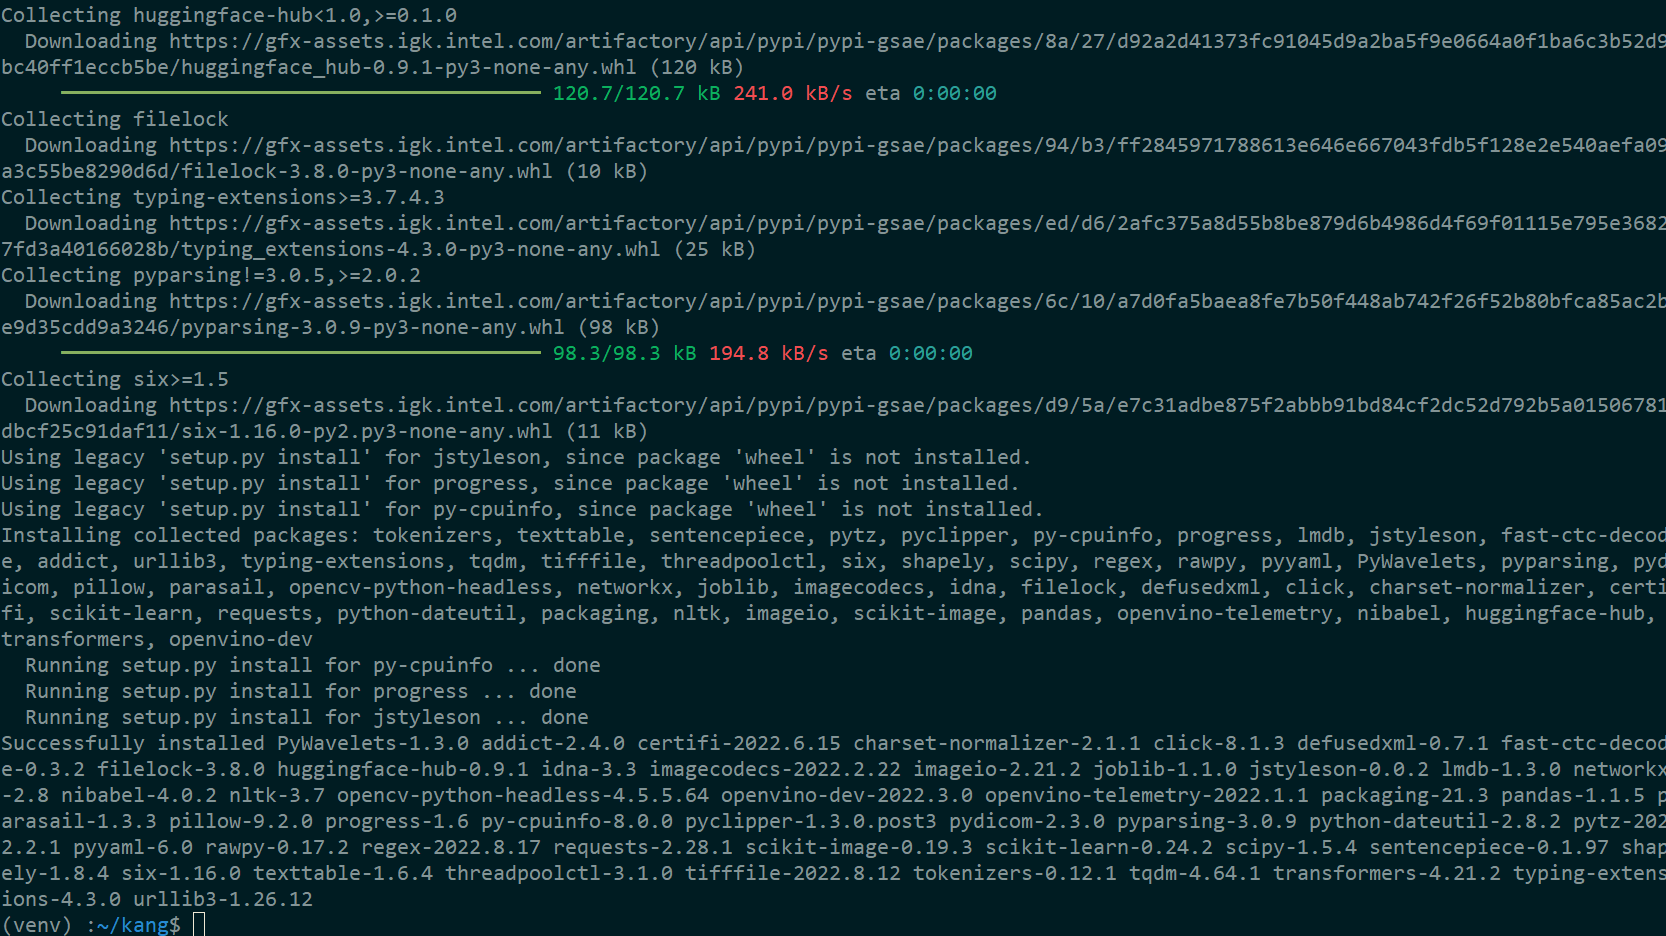 Collecting huggingface-hub<1.0,>=0.1.0
  Downloading https://gfx-assets.igk.intel.com/artifactory/api/pypi/pypi-gsae/packages/8a/27/d92a2d41373fc91045d9a2ba5f9e0664a0f1ba6c3b52d9
bc40ff1eccb5be/huggingface_hub-0.9.1-py3-none-any.whl (120 kB)
120.7/120.7 kB 241.0 kB/s eta 0:00:00
Collecting filelock
  Downloading https://gfx-assets.igk.intel.com/artifactory/api/pypi/pypi-gsae/packages/94/b3/ff2845971788613e646e667043fdb5f128e2e540aefa09
a3c55be8290d6d/filelock-3.8.0-py3-none-any.whl (10 kB)
Collecting typing-extensions>=3.7.4.3
  Downloading https://gfx-assets.igk.intel.com/artifactory/api/pypi/pypi-gsae/packages/ed/d6/2afc375a8d55b8be879d6b4986d4f69f01115e795e3682
7fd3a40166028b/typing_extensions-4.3.0-py3-none-any.whl (25 kB)
Collecting pyparsing!=3.0.5,>=2.0.2
  Downloading https://gfx-assets.igk.intel.com/artifactory/api/pypi/pypi-gsae/packages/6c/10/a7d0fa5baea8fe7b50f448ab742f26f52b80bfca85ac2b
e9d35cdd9a3246/pyparsing-3.0.9-py3-none-any.whl (98 kB)
98.3/98.3 kB 194.8 kB/s eta 0:00:00
Collecting six>=1.5
  Downloading https://gfx-assets.igk.intel.com/artifactory/api/pypi/pypi-gsae/packages/d9/5a/e7c31adbe875f2abbb91bd84cf2dc52d792b5a01506781
dbcf25c91daf11/six-1.16.0-py2.py3-none-any.whl (11 kB)
Using legacy 'setup.py install' for jstyleson, since package 'wheel' is not installed.
Using legacy 'setup.py install' for progress, since package 'wheel' is not installed.
Using legacy 'setup.py install' for py-cpuinfo, since package 'wheel' is not installed.
Installing collected packages: tokenizers, texttable, sentencepiece, pytz, pyclipper, py-cpuinfo, progress, lmdb, jstyleson, fast-ctc-decod
e, addict, urllib3, typing-extensions, tqdm, tifffile, threadpoolctl, six, shapely, scipy, regex, rawpy, pyyaml, PyWavelets, pyparsing, pyd
icom, pillow, parasail, opencv-python-headless, networkx, joblib, imagecodecs, idna, filelock, defusedxml, click, charset-normalizer, certi
fi, scikit-learn, requests, python-dateutil, packaging, nltk, imageio, scikit-image, pandas, openvino-telemetry, nibabel, huggingface-hub,
transformers, openvino-dev
  Running setup.py install for py-cpuinfo ... done
  Running setup.py install for progress ... done
  Running setup.py install for jstyleson ... done
Successfully installed PyWavelets-1.3.0 addict-2.4.0 certifi-2022.6.15 charset-normalizer-2.1.1 click-8.1.3 defusedxml-0.7.1 fast-ctc-decod
e-0.3.2 filelock-3.8.0 huggingface-hub-0.9.1 idna-3.3 imagecodecs-2022.2.22 imageio-2.21.2 joblib-1.1.0 jstyleson-0.0.2 lmdb-1.3.0 networkx
-2.8 nibabel-4.0.2 nltk-3.7 opencv-python-headless-4.5.5.64 openvino-dev-2022.3.0 openvino-telemetry-2022.1.1 packaging-21.3 pandas-1.1.5 p
arasail-1.3.3 pillow-9.2.0 progress-1.6 py-cpuinfo-8.0.0 pyclipper-1.3.0.post3 pydicom-2.3.0 pyparsing-3.0.9 python-dateutil-2.8.2 pytz-202
2.2.1 pyyaml-6.0 rawpy-0.17.2 regex-2022.8.17 requests-2.28.1 scikit-image-0.19.3 scikit-learn-0.24.2 scipy-1.5.4 sentencepiece-0.1.97 shap
ely-1.8.4 six-1.16.0 texttable-1.6.4 threadpoolctl-3.1.0 tifffile-2022.8.12 tokenizers-0.12.1 tqdm-4.64.1 transformers-4.21.2 typing-extens
ions-4.3.0 urllib3-1.26.12
(venv) :~/kang$